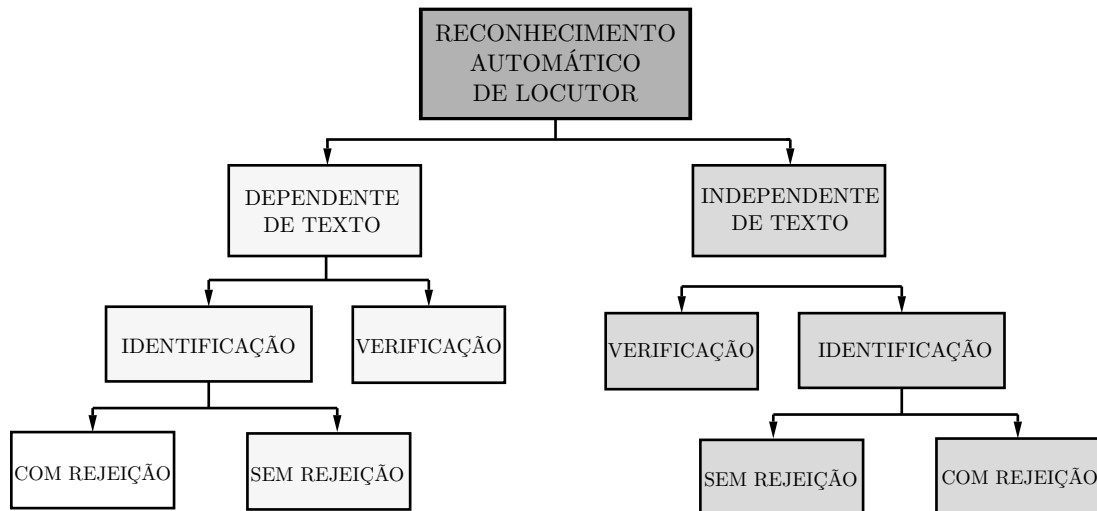 RECONHECIMENTO
AUTOMÁTICO
DE LOCUTOR
DEPENDENTE
DE TEXTO
INDEPENDENTE
DE TEXTO
IDENTIFICAÇÃO
VERIFICAÇÃO
VERIFICAÇÃO
IDENTIFICAÇÃO
COM REJEIÇÃO
SEM REJEIÇÃO
SEM REJEIÇÃO
COM REJEIÇÃO